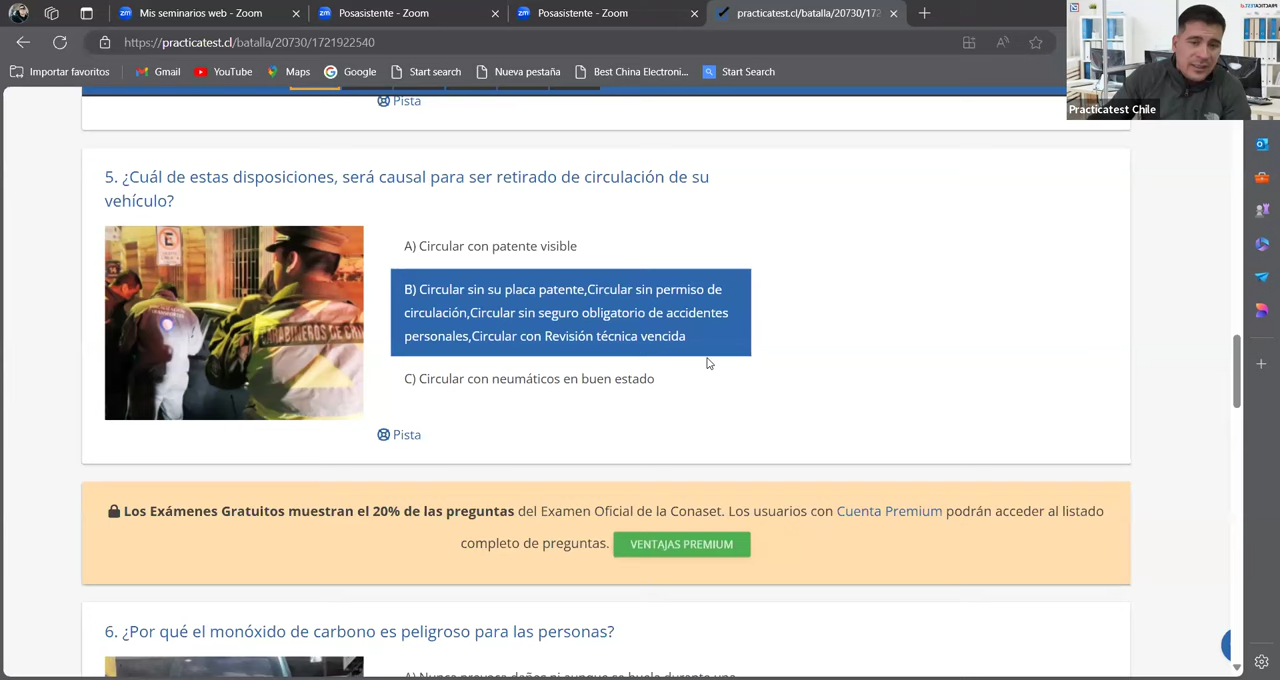 Mis seminarios web - Zoom
Posasistente - Zoom
Posasistente - Zoom
practicatest.cl/batalla/20730/172
https://practicatest.cl/batalla/20730/1721922540
Importar favoritos
Gmail
YouTube
Maps
Google
Start search
Nueva pestaña
Best China Electroni...
Start Search
Practicatest Chile
Pista
5. ¿Cuál de estas disposiciones, será causal para ser retirado de circulación de su
vehículo?
A) Circular con patente visible
B) Circular sin su placa patente,Circular sin permiso de
circulación,Circular sin seguro obligatorio de accidentes
personales,Circular con Revisión técnica vencida
C) Circular con neumáticos en buen estado
CARABINEROS DE CHI
Pista
Los Exámenes Gratuitos muestran el 20% de las preguntas del Examen Oficial de la Conaset. Los usuarios con Cuenta Premium podrán acceder al listado
completo de preguntas. VENTAJAS PREMIUM
6. ¿Por qué el monóxido de carbono es peligroso para las personas?